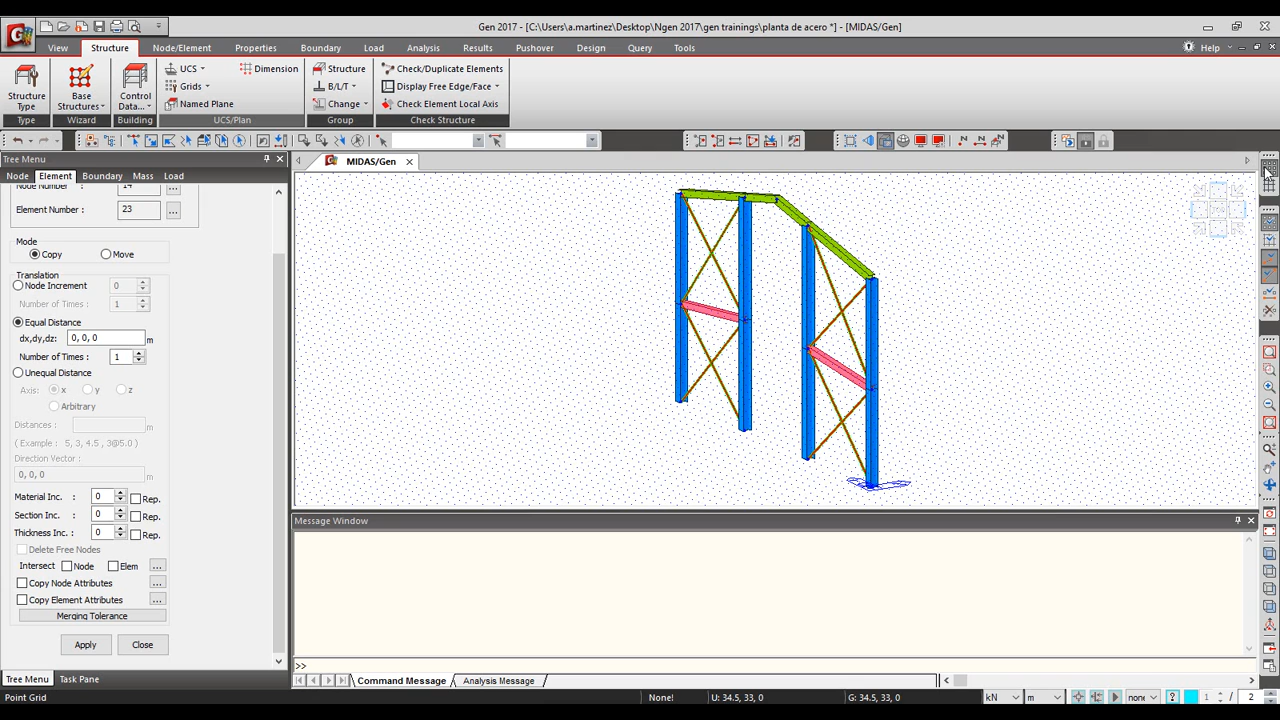 Gen 2017 - [C:\Users\a.martinez\Desktop\Ngen 2017\gen trainings\planta de acero *] - [MIDAS/Gen]
View Structure Node/Element Properties Boundary Load Analysis Results Pushover Design Query Tools Help
Structure Type
Base Structures
Control Data...
UCS
Grids
Named Plane
Dimension
Structure
B/L/T
Change
Check/Duplicate Elements
Display Free Edge/Face
Check Element Local Axis
Type Wizard Building UCS/Plan Group Check Structure
Tree Menu
MIDAS/Gen
Node Element Boundary Mass Load
Node Number : 14 ...
Element Number : 23 ...
Mode
Copy Move
Translation
Node Increment 0
Number of Times : 1
Equal Distance
dx,dy,dz: 0, 0, 0 m
Number of Times : 1
Unequal Distance
Axis: x y z
Arbitrary
Distances : m
( Example : 5, 3, 4.5 , 3@5.0 )
Direction Vector :
0, 0, 0 m
Material Inc. : 0 Rep.
Section Inc. : 0 Rep.
Thickness Inc. : 0 Rep.
Delete Free Nodes
Intersect Node Elem ...
Copy Node Attributes ...
Copy Element Attributes ...
Merging Tolerance
Apply Close
Message Window
>>
Tree Menu Task Pane
Command Message Analysis Message
Point Grid None! U: 34.5, 33, 0 G: 34.5, 33, 0 kN m none ? 1 / 2